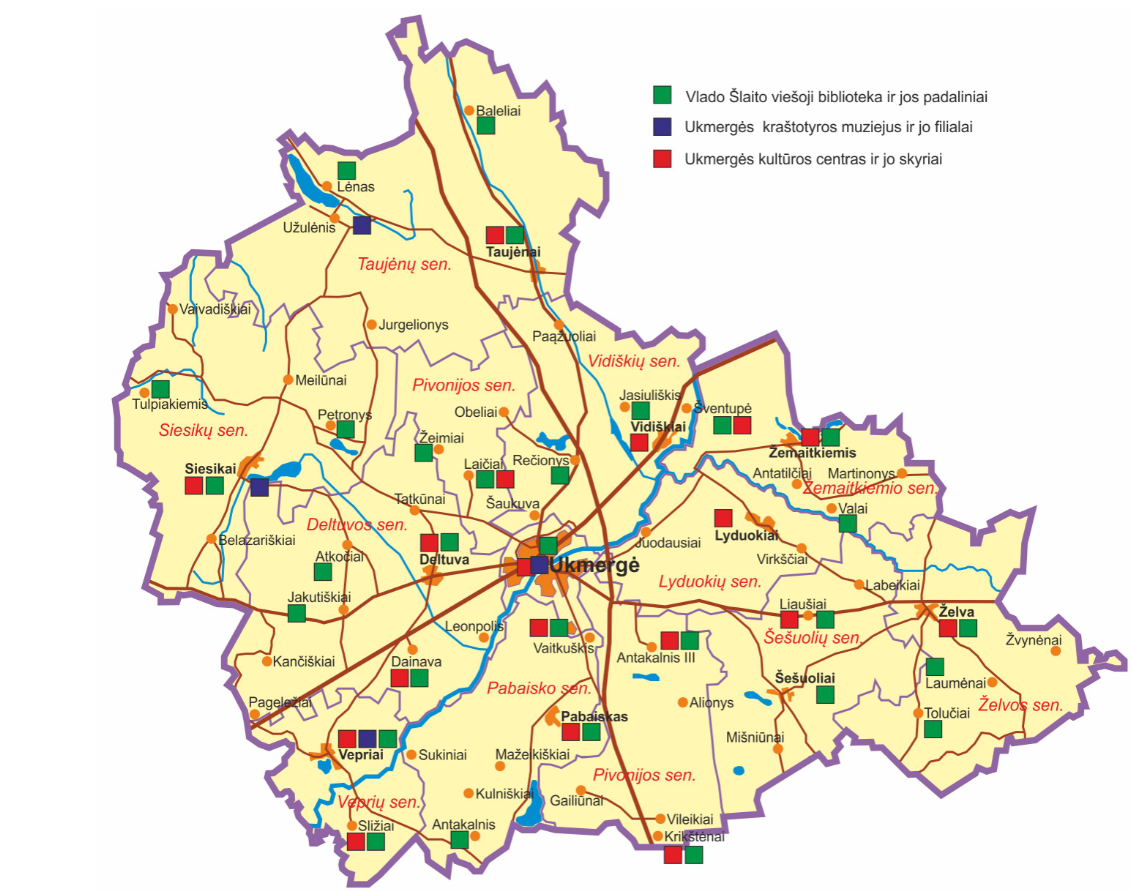 Vlado Šlaito viešoji biblioteka ir jos padaliniai
Ukmergės kraštotyros muziejus ir jo filialai
Ukmergės kultūros centras ir jo skyriai
Baleliai
Lėnas
Užulėnis
Taujėnai
Taujėnų sen.
Vaivadiškiai
Jurgelionys
Paąžuoliai
Vidiškių sen.
Meilūnai
Pivonijos sen.
Jasiuliškis
Tulpiakiemis
Petronys
Obeliai
Šventupė
Siesikų sen.
Žeimiai
Vidiškiai
Žemaitkiemis
Siesikai
Laičiai
Rečionys
Antatilčiai
Martinonys
Žemaitkiemio sen.
Tatkūnai
Šaukuva
Valai
Deltuvos sen.
Lyduokiai
Belazariškiai
Juodausiai
Atkočiai
Deltuva
Ukmergė
Virkščiai
Lyduokių sen.
Labeikiai
Jakutiškiai
Liaušiai
Želva
Leonpolis
Vaitkuškis
Šešuolių sen.
Žvynėnai
Kančiškiai
Dainava
Antakalnis III
Šešuoliai
Laumėnai
Pabaisko sen.
Pageležiai
Alionys
Želvos sen.
Pabaiskas
Tolučiai
Mišniūnai
Vepriai
Sukiniai
Mažeikiškiai
Pivonijos sen.
Veprių sen.
Kulniškiai
Gailiūnai
Sližiai
Antakalnis
Vileikiai
Krikštėnai